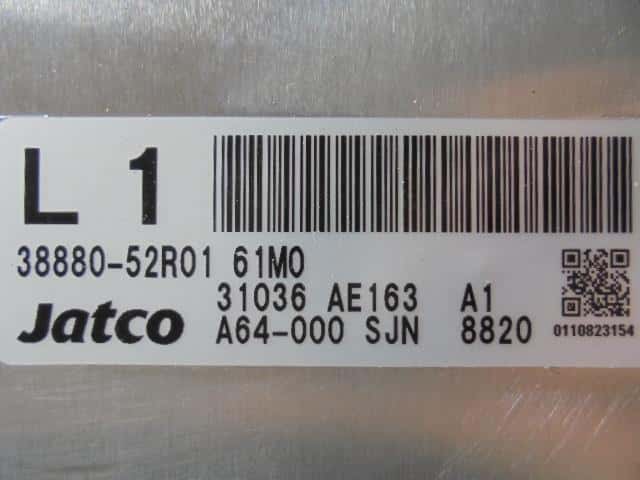 L 1
38880-52R01 61M0
31036 AE163 A1
Jatco A64-000 SJN 8820
0110823154